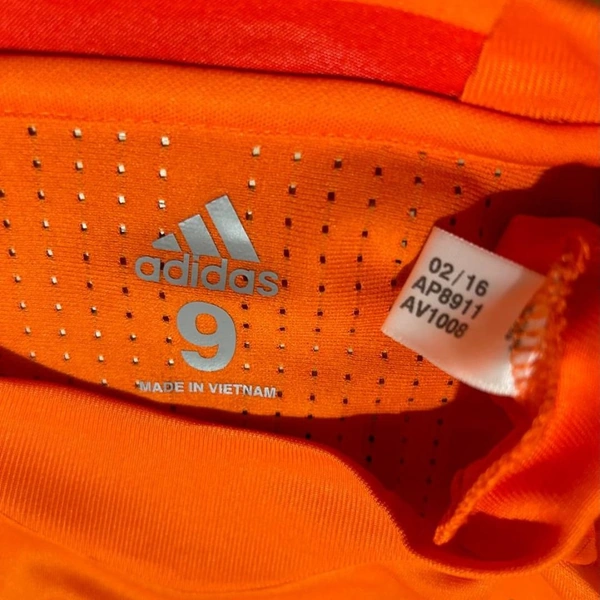 adidas
9
MADE IN VIETNAM
02/16
AP8911
AV1008